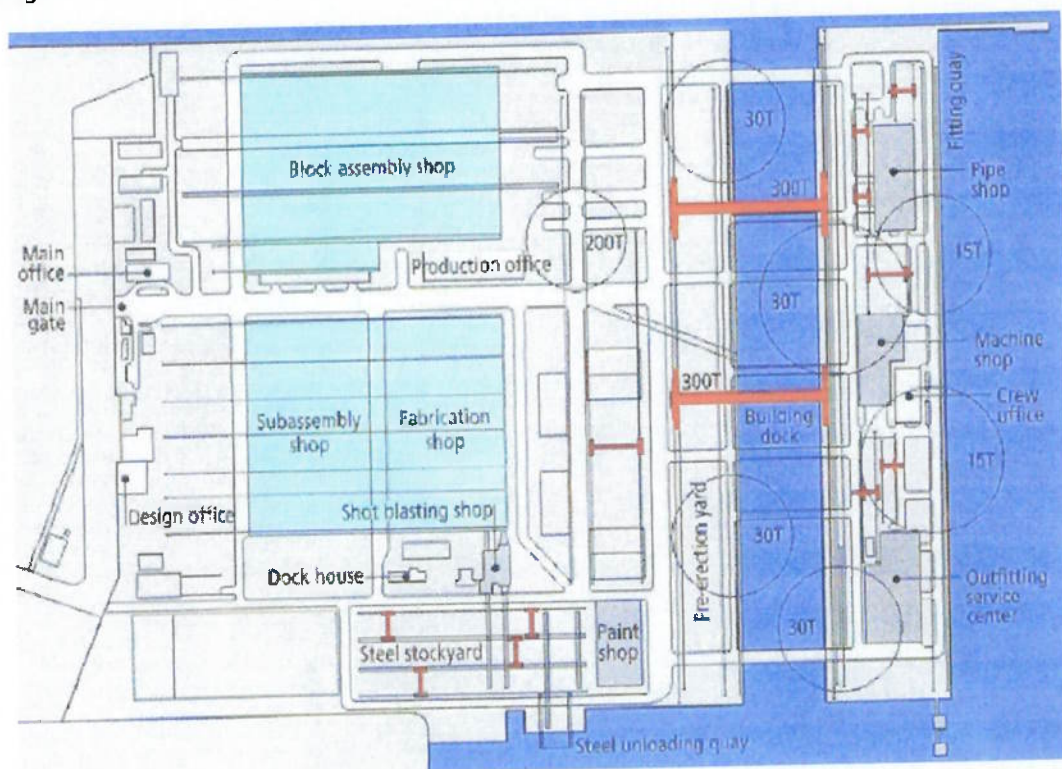 30T
Fitting quay
Block assembly shop
300T
Pipe
shop
Main
office
Production office
200T
15T
Main
gate
30T
Machine
shop
300T
Crew
office
Subassembly
shop
Fabrication
shop
Building
dock
15T
Design office
Shot blasting shop
30T
Pre-erection yard
Dock house
Outfitting
service
center
Paint
shop
30T
Steel stockyard
Steel unloading quay